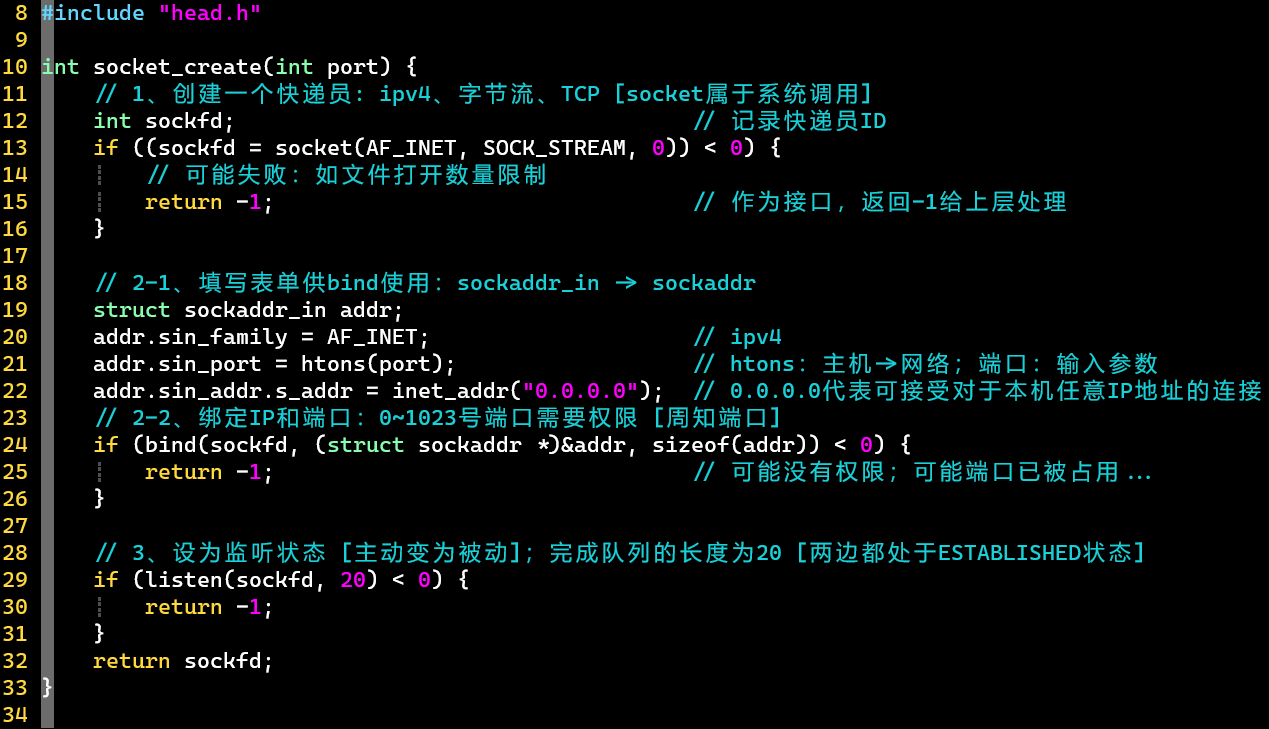 8 #include "head.h"
9
10 int socket_create(int port) {
11     // 1、创建一个快递员：ipv4、字节流、TCP [socket属于系统调用]
12     int sockfd;                                   // 记录快递员ID
13     if ((sockfd = socket(AF_INET, SOCK_STREAM, 0)) < 0) {
14         // 可能失败：如文件打开数量限制
15         return -1;                                // 作为接口，返回-1给上层处理
16     }
17
18     // 2-1、填写表单供bind使用：sockaddr_in -> sockaddr
19     struct sockaddr_in addr;
20     addr.sin_family = AF_INET;                    // ipv4
21     addr.sin_port = htons(port);                  // htons：主机->网络；端口：输入参数
22     addr.sin_addr.s_addr = inet_addr("0.0.0.0");  // 0.0.0.0代表可接受对于本机任意IP地址的连接
23     // 2-2、绑定IP和端口：0~1023号端口需要权限 [周知端口]
24     if (bind(sockfd, (struct sockaddr *)&addr, sizeof(addr)) < 0) {
25         return -1;                                // 可能没有权限；可能端口已被占用...
26     }
27
28     // 3、设为监听状态 [主动变为被动]；完成队列的长度为20 [两边都处于ESTABLISHED状态]
29     if (listen(sockfd, 20) < 0) {
30         return -1;
31     }
32     return sockfd;
33 }
34